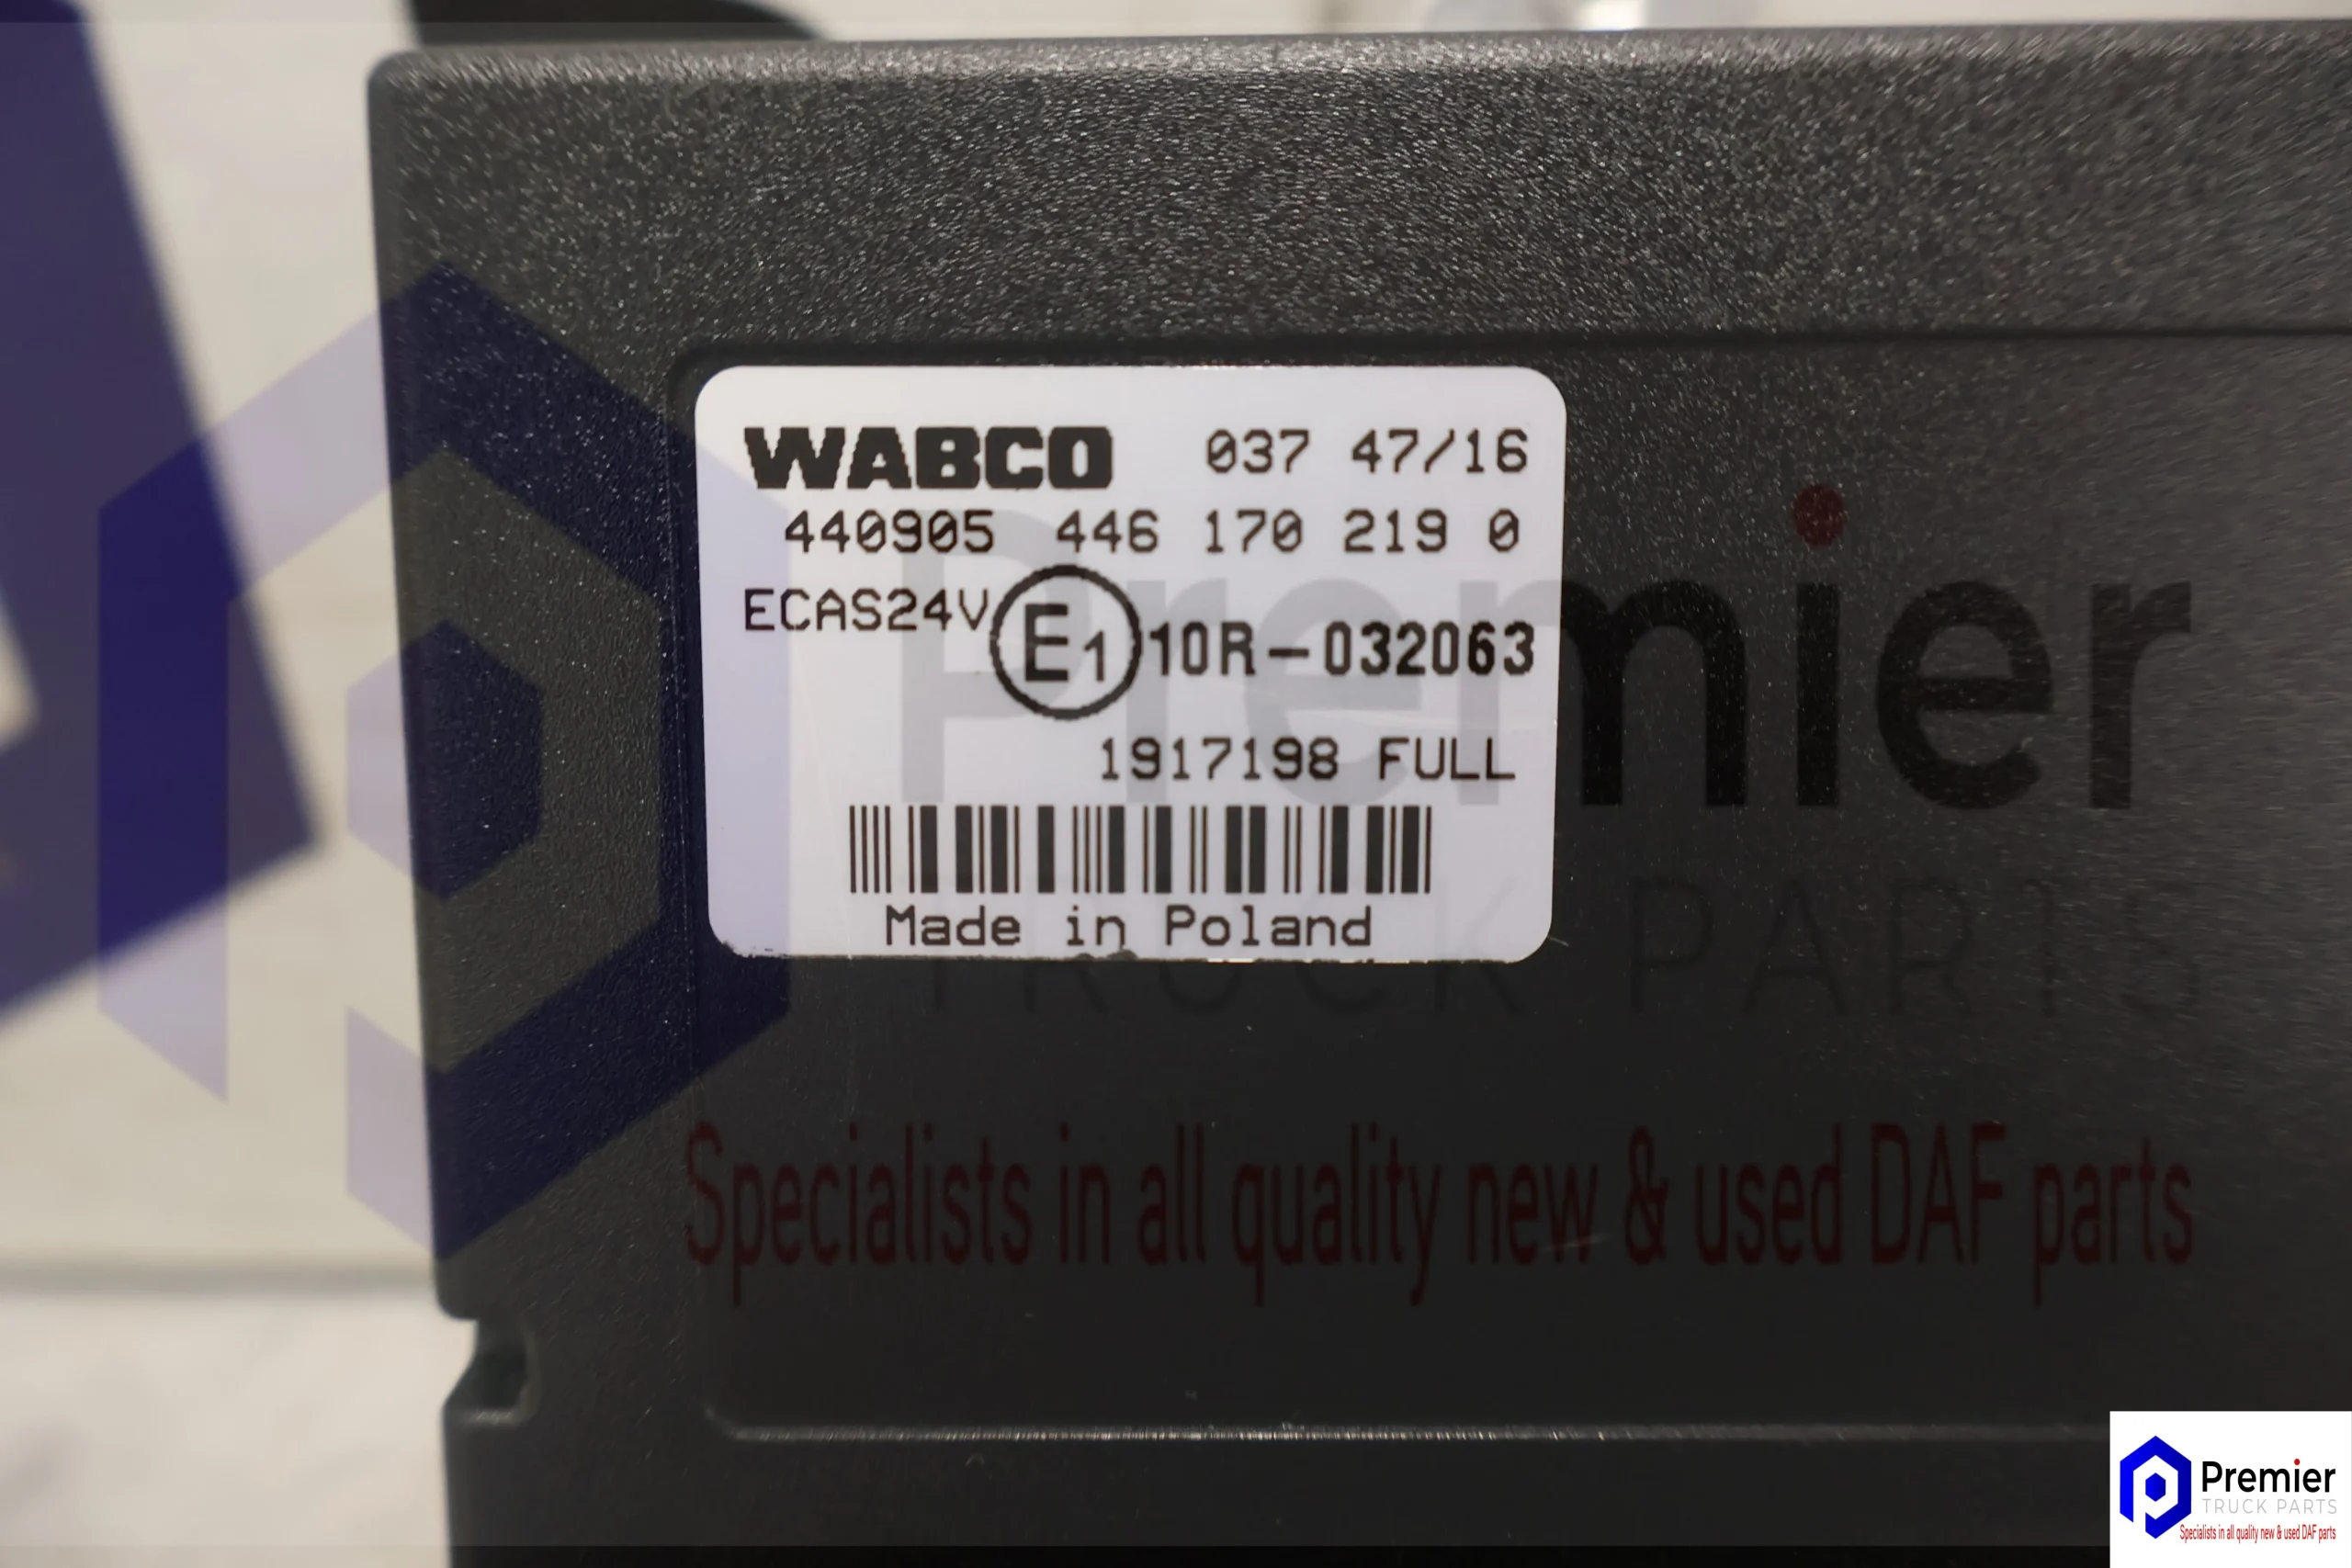 WABCO 037 47/16
440905 446 170 219 0
ECAS24V E1 10R-032063
1917198 FULL
Made in Poland
Premier
TRUCK PARTS
Specialists in all quality new & used DAF parts
Premier
TRUCK PARTS
Specialists in all quality new & used DAF parts